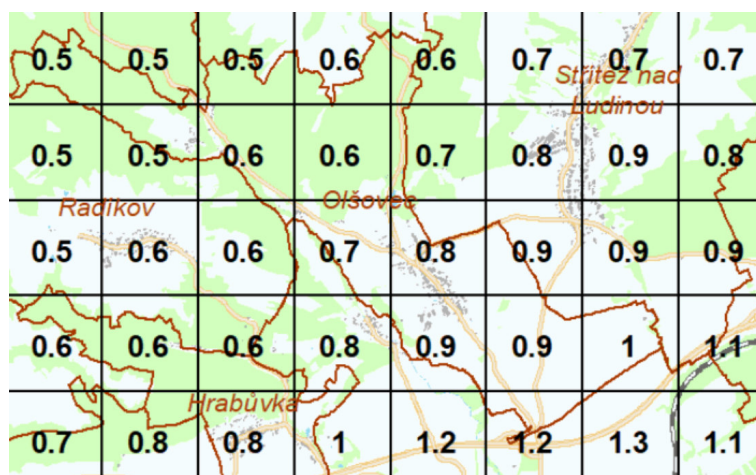 0.5 0.5 0.5 0.6 0.6 0.7 0.7 0.7
Střítež nad
Ludinou
0.5 0.5 0.6 0.6 0.7 0.8 0.9 0.8
Radíkov
Olšovec
0.5 0.6 0.6 0.7 0.8 0.9 0.9 0.9
0.6 0.6 0.6 0.8 0.9 0.9 1 1.1
Hrabůvka
0.7 0.8 0.8 1 1.2 1.2 1.3 1.1